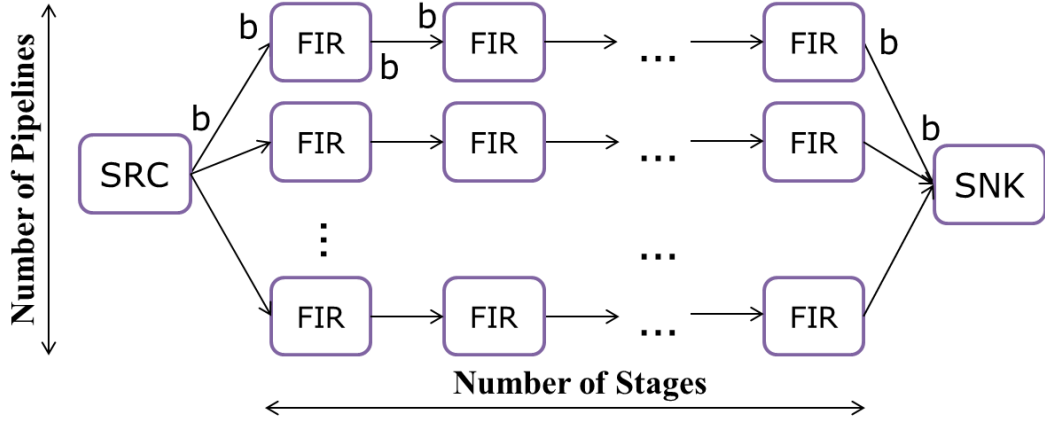 Number of Pipelines
b FIR b b FIR ... FIR b
b b
SRC FIR FIR ... FIR SNK
... ...
FIR FIR ... FIR
Number of Stages